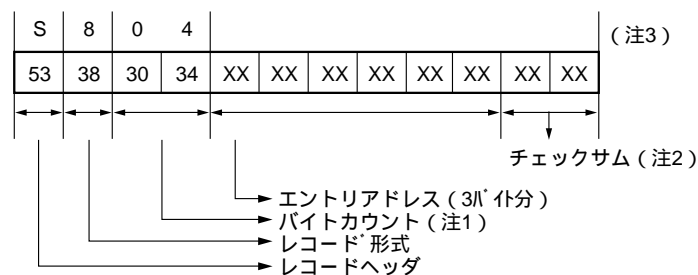 S 8 0 4
(注3)
53 38 30 34 XX XX XX XX XX XX XX XX
チェックサム(注2)
エントリアドレス(3バイト分)
バイトカウント(注1)
レコード形式
レコードヘッダ